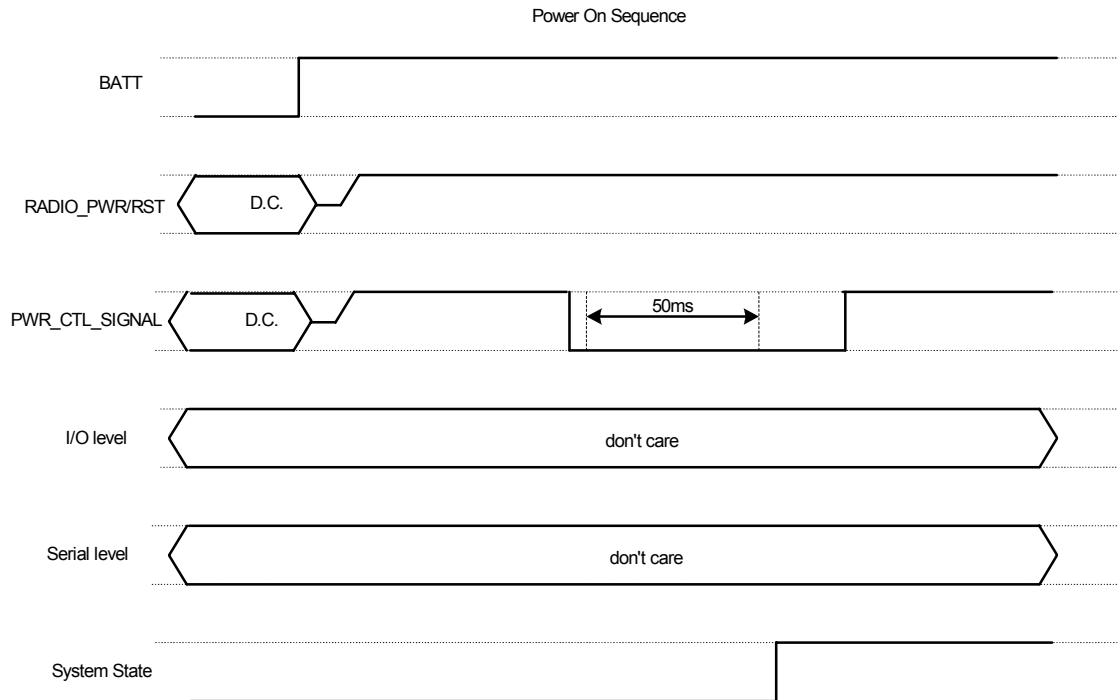 Power On Sequence
BATT
RADIO_PWR/RST
D.C.
PWR_CTL_SIGNAL
D.C.
50ms
I/O level
don't care
Serial level
don't care
System State